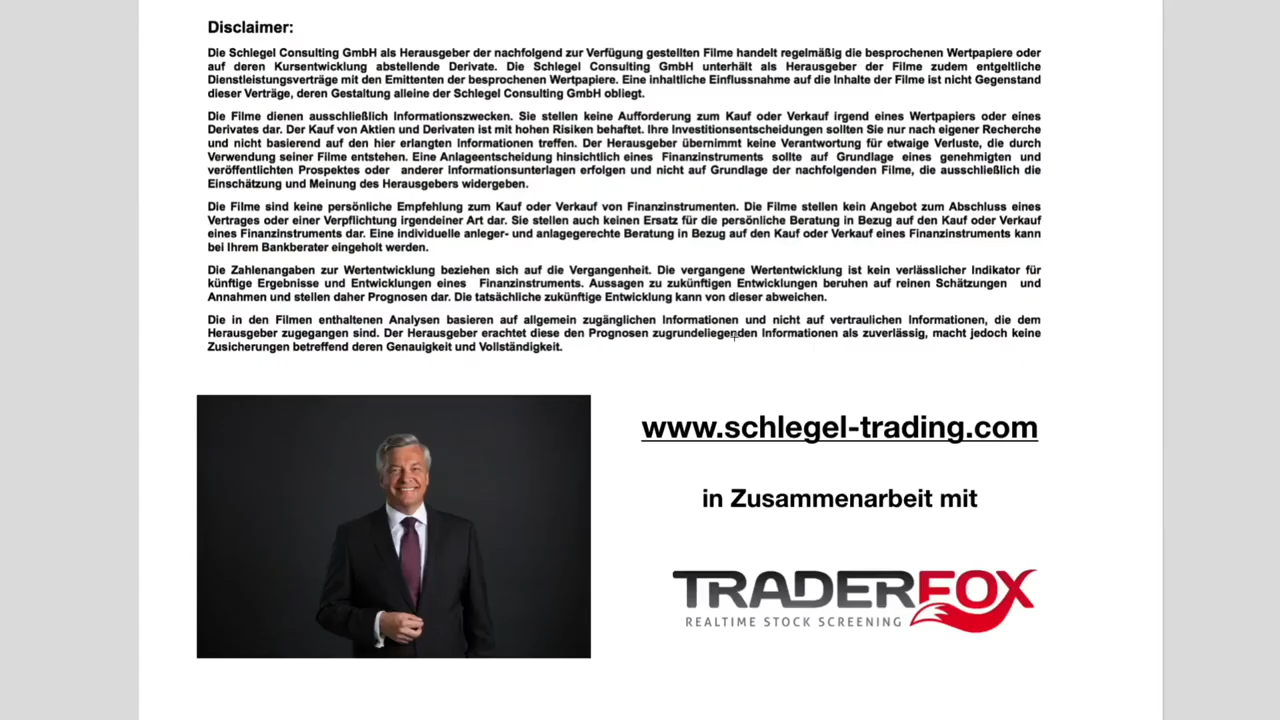 Disclaimer:
Die Schlegel Consulting GmbH als Herausgeber der nachfolgend zur Verfügung gestellten Filme handelt regelmäßig die besprochenen Wertpapiere oder
auf deren Kursentwicklung abstellende Derivate. Die Schlegel Consulting GmbH unterhält als Herausgeber der Filme zudem entgeltliche
Dienstleistungsverträge mit den Emittenten der besprochenen Wertpapiere. Eine inhaltliche Einflussnahme auf die Inhalte der Filme ist nicht Gegenstand
dieser Verträge, deren Gestaltung alleine der Schlegel Consulting GmbH obliegt.
Die Filme dienen ausschließlich Informationszwecken. Sie stellen keine Aufforderung zum Kauf oder Verkauf irgend eines Wertpapiers oder eines
Derivates dar. Der Kauf von Aktien und Derivaten ist mit hohen Risiken behaftet. Ihre Investitionsentscheidungen sollten Sie nur nach eigener Recherche
und nicht basierend auf den hier erlangten Informationen treffen. Der Herausgeber übernimmt keine Verantwortung für etwaige Verluste, die durch
Verwendung seiner Filme entstehen. Eine Anlageentscheidung hinsichtlich eines Finanzinstruments sollte auf Grundlage eines genehmigten und
veröffentlichten Prospektes oder anderer Informationsunterlagen erfolgen und nicht auf Grundlage der nachfolgenden Filme, die ausschließlich die
Einschätzung und Meinung des Herausgebers widergeben.
Die Filme sind keine persönliche Empfehlung zum Kauf oder Verkauf von Finanzinstrumenten. Die Filme stellen kein Angebot zum Abschluss eines
Vertrages oder einer Verpflichtung irgendeiner Art dar. Sie stellen auch keinen Ersatz für die persönliche Beratung in Bezug auf den Kauf oder Verkauf
eines Finanzinstruments dar. Eine individuelle anleger- und anlagegerechte Beratung in Bezug auf den Kauf oder Verkauf eines Finanzinstruments kann
bei Ihrem Bankberater eingeholt werden.
Die Zahlenangaben zur Wertentwicklung beziehen sich auf die Vergangenheit. Die vergangene Wertentwicklung ist kein verlässlicher Indikator für
künftige Ergebnisse und Entwicklungen eines Finanzinstruments. Aussagen zu zukünftigen Entwicklungen beruhen auf reinen Schätzungen und
Annahmen und stellen daher Prognosen dar. Die tatsächliche zukünftige Entwicklung kann von dieser abweichen.
Die in den Filmen enthaltenen Analysen basieren auf allgemein zugänglichen Informationen und nicht auf vertraulichen Informationen, die dem
Herausgeber zugegangen sind. Der Herausgeber erachtet diese den Prognosen zugrundeliegenden Informationen als zuverlässig, macht jedoch keine
Zusicherungen betreffend deren Genauigkeit und Vollständigkeit.
www.schlegel-trading.com
in Zusammenarbeit mit
TRADERFOX
REALTIME STOCK SCREENING